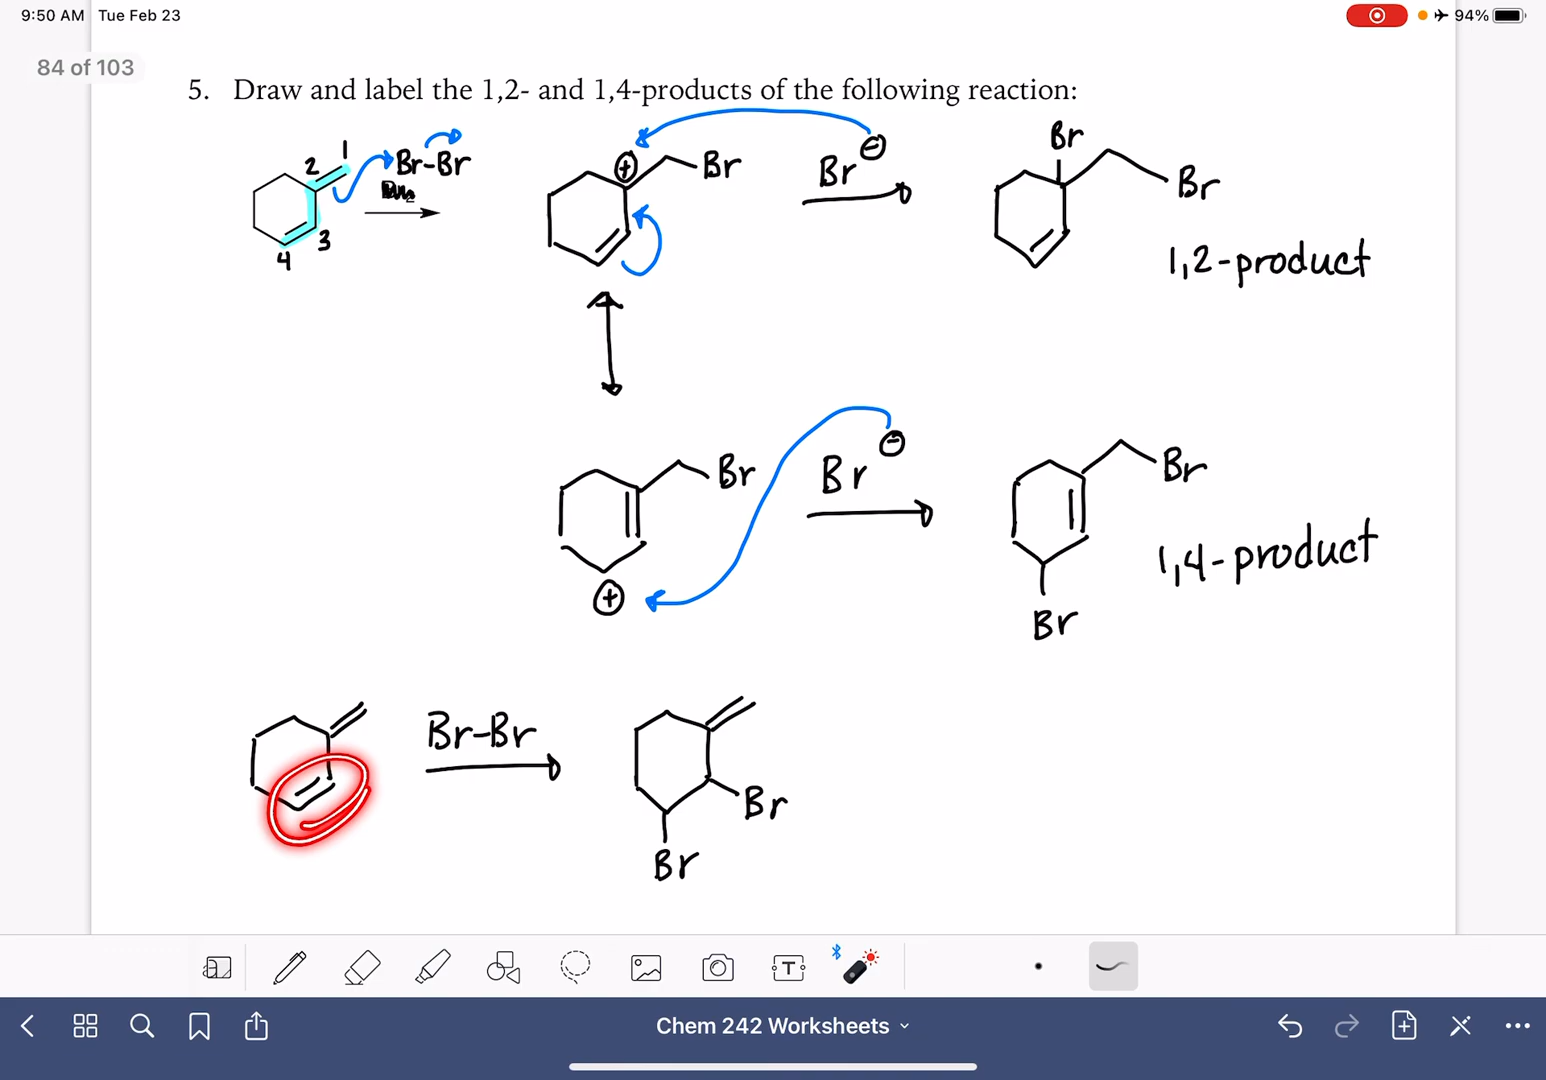 9:50 AM Tue Feb 23
94%
84 of 103
5. Draw and label the 1,2- and 1,4-products of the following reaction:
1
2
3
4
Br-Br
+
Br
Br ⊖
Br
Br
1,2-product
Br
+
Br ⊖
Br
Br
1,4-product
Br-Br
Br
Br
a
T
Chem 242 Worksheets